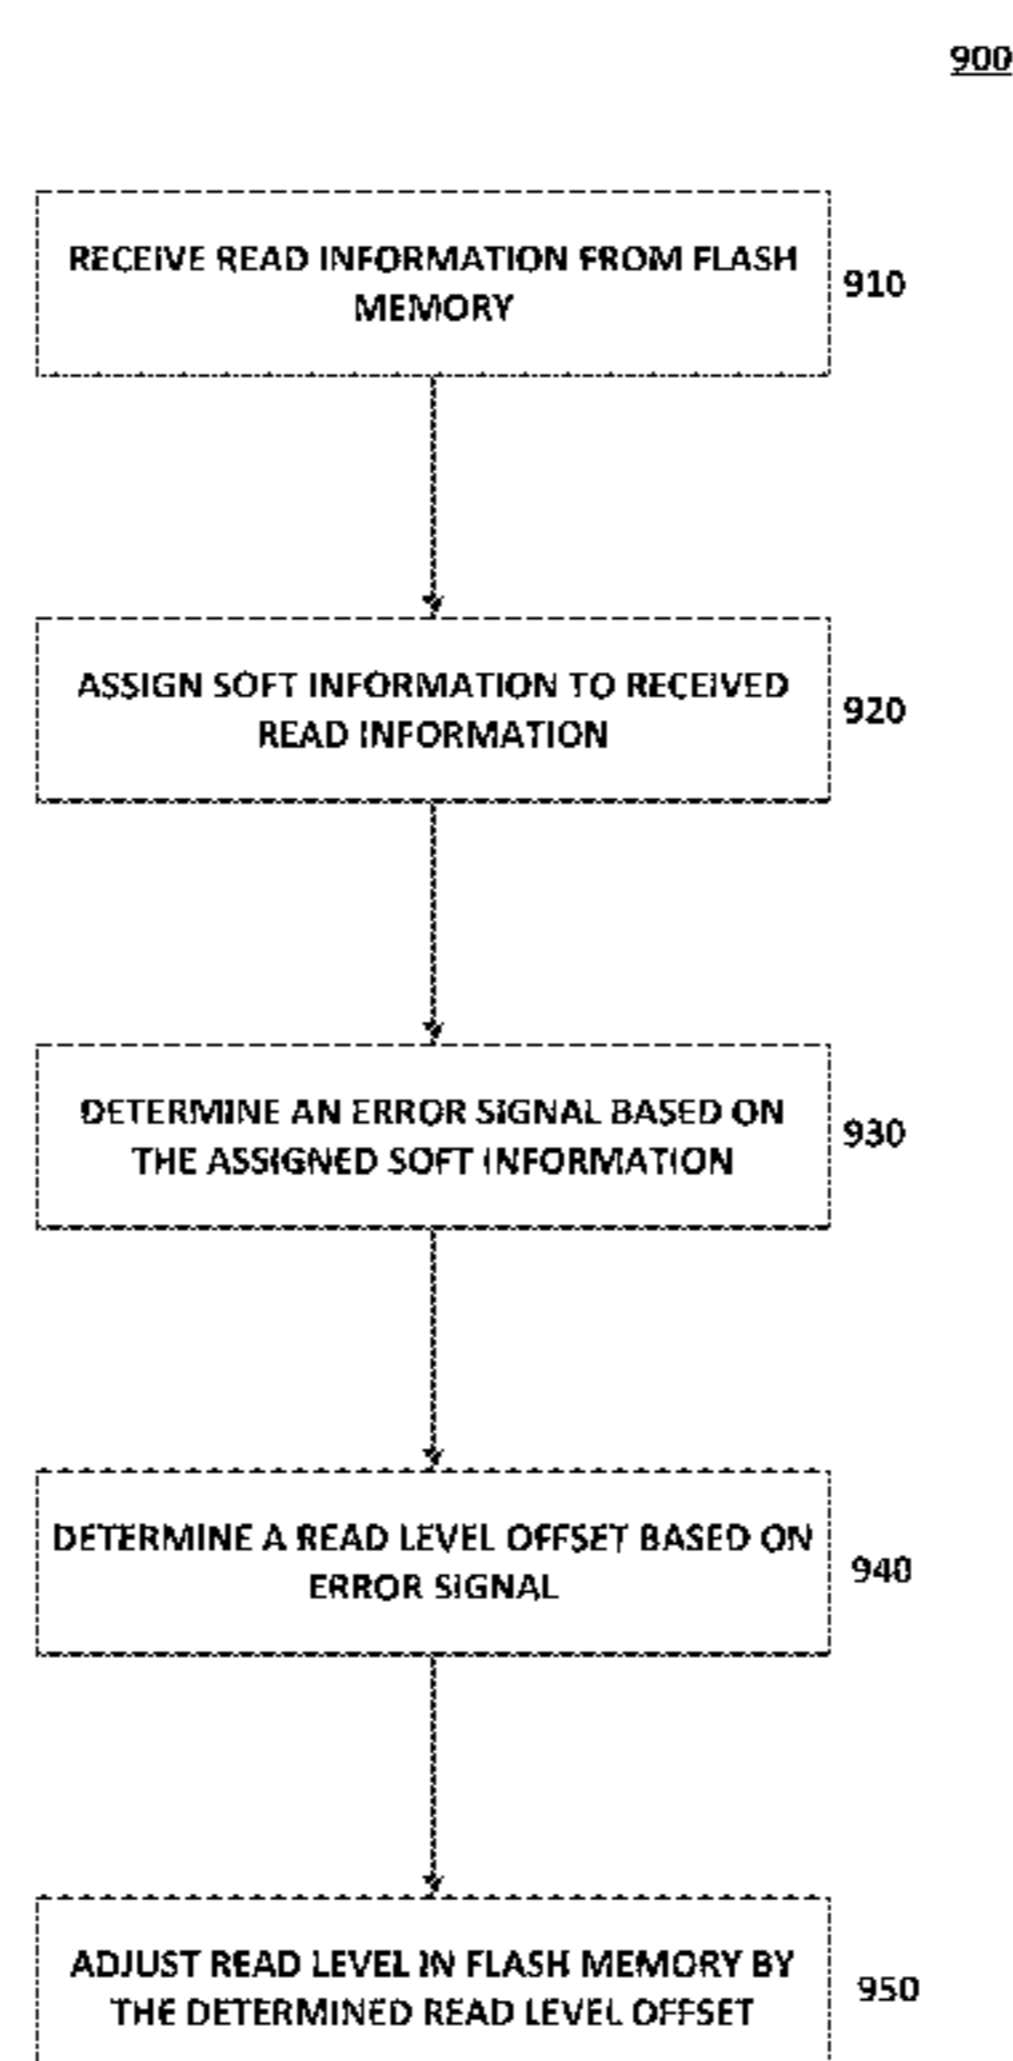 900
RECEIVE READ INFORMATION FROM FLASH
MEMORY
910
ASSIGN SOFT INFORMATION TO RECEIVED
READ INFORMATION
920
DETERMINE AN ERROR SIGNAL BASED ON
THE ASSIGNED SOFT INFORMATION
930
DETERMINE A READ LEVEL OFFSET BASED ON
ERROR SIGNAL
940
ADJUST READ LEVEL IN FLASH MEMORY BY
THE DETERMINED READ LEVEL OFFSET
950